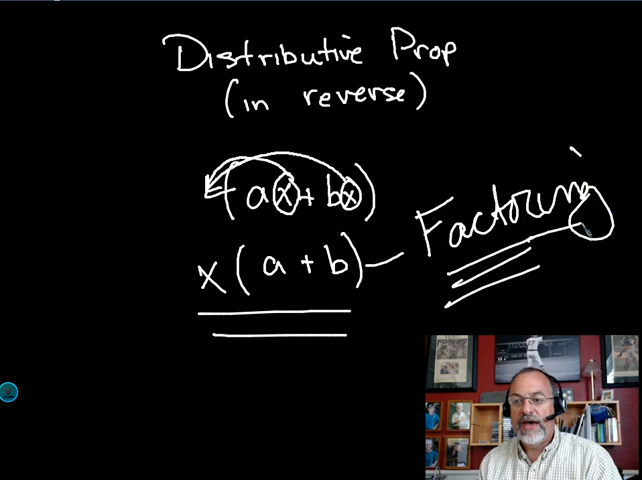 Distributive Prop
(in reverse)
(ax + bx)
x(a + b) — Factoring